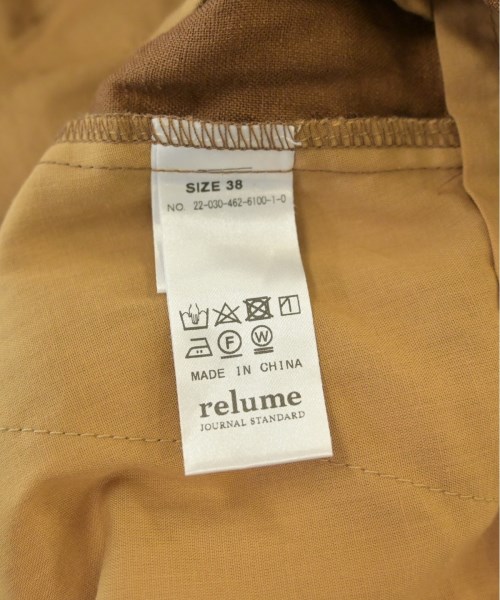 SIZE 38
NO. 22-030-462-6100-1-0
F W
MADE IN CHINA
relume
JOURNAL STANDARD